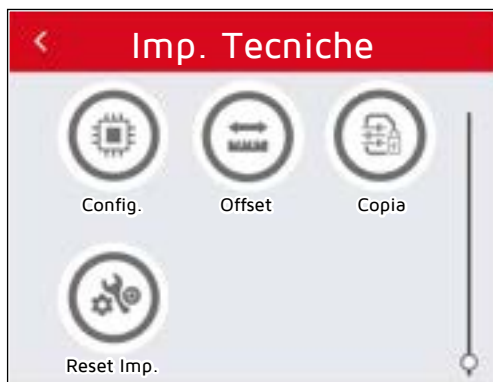 Imp. Tecniche
Config.
Offset
Copia
Reset Imp.